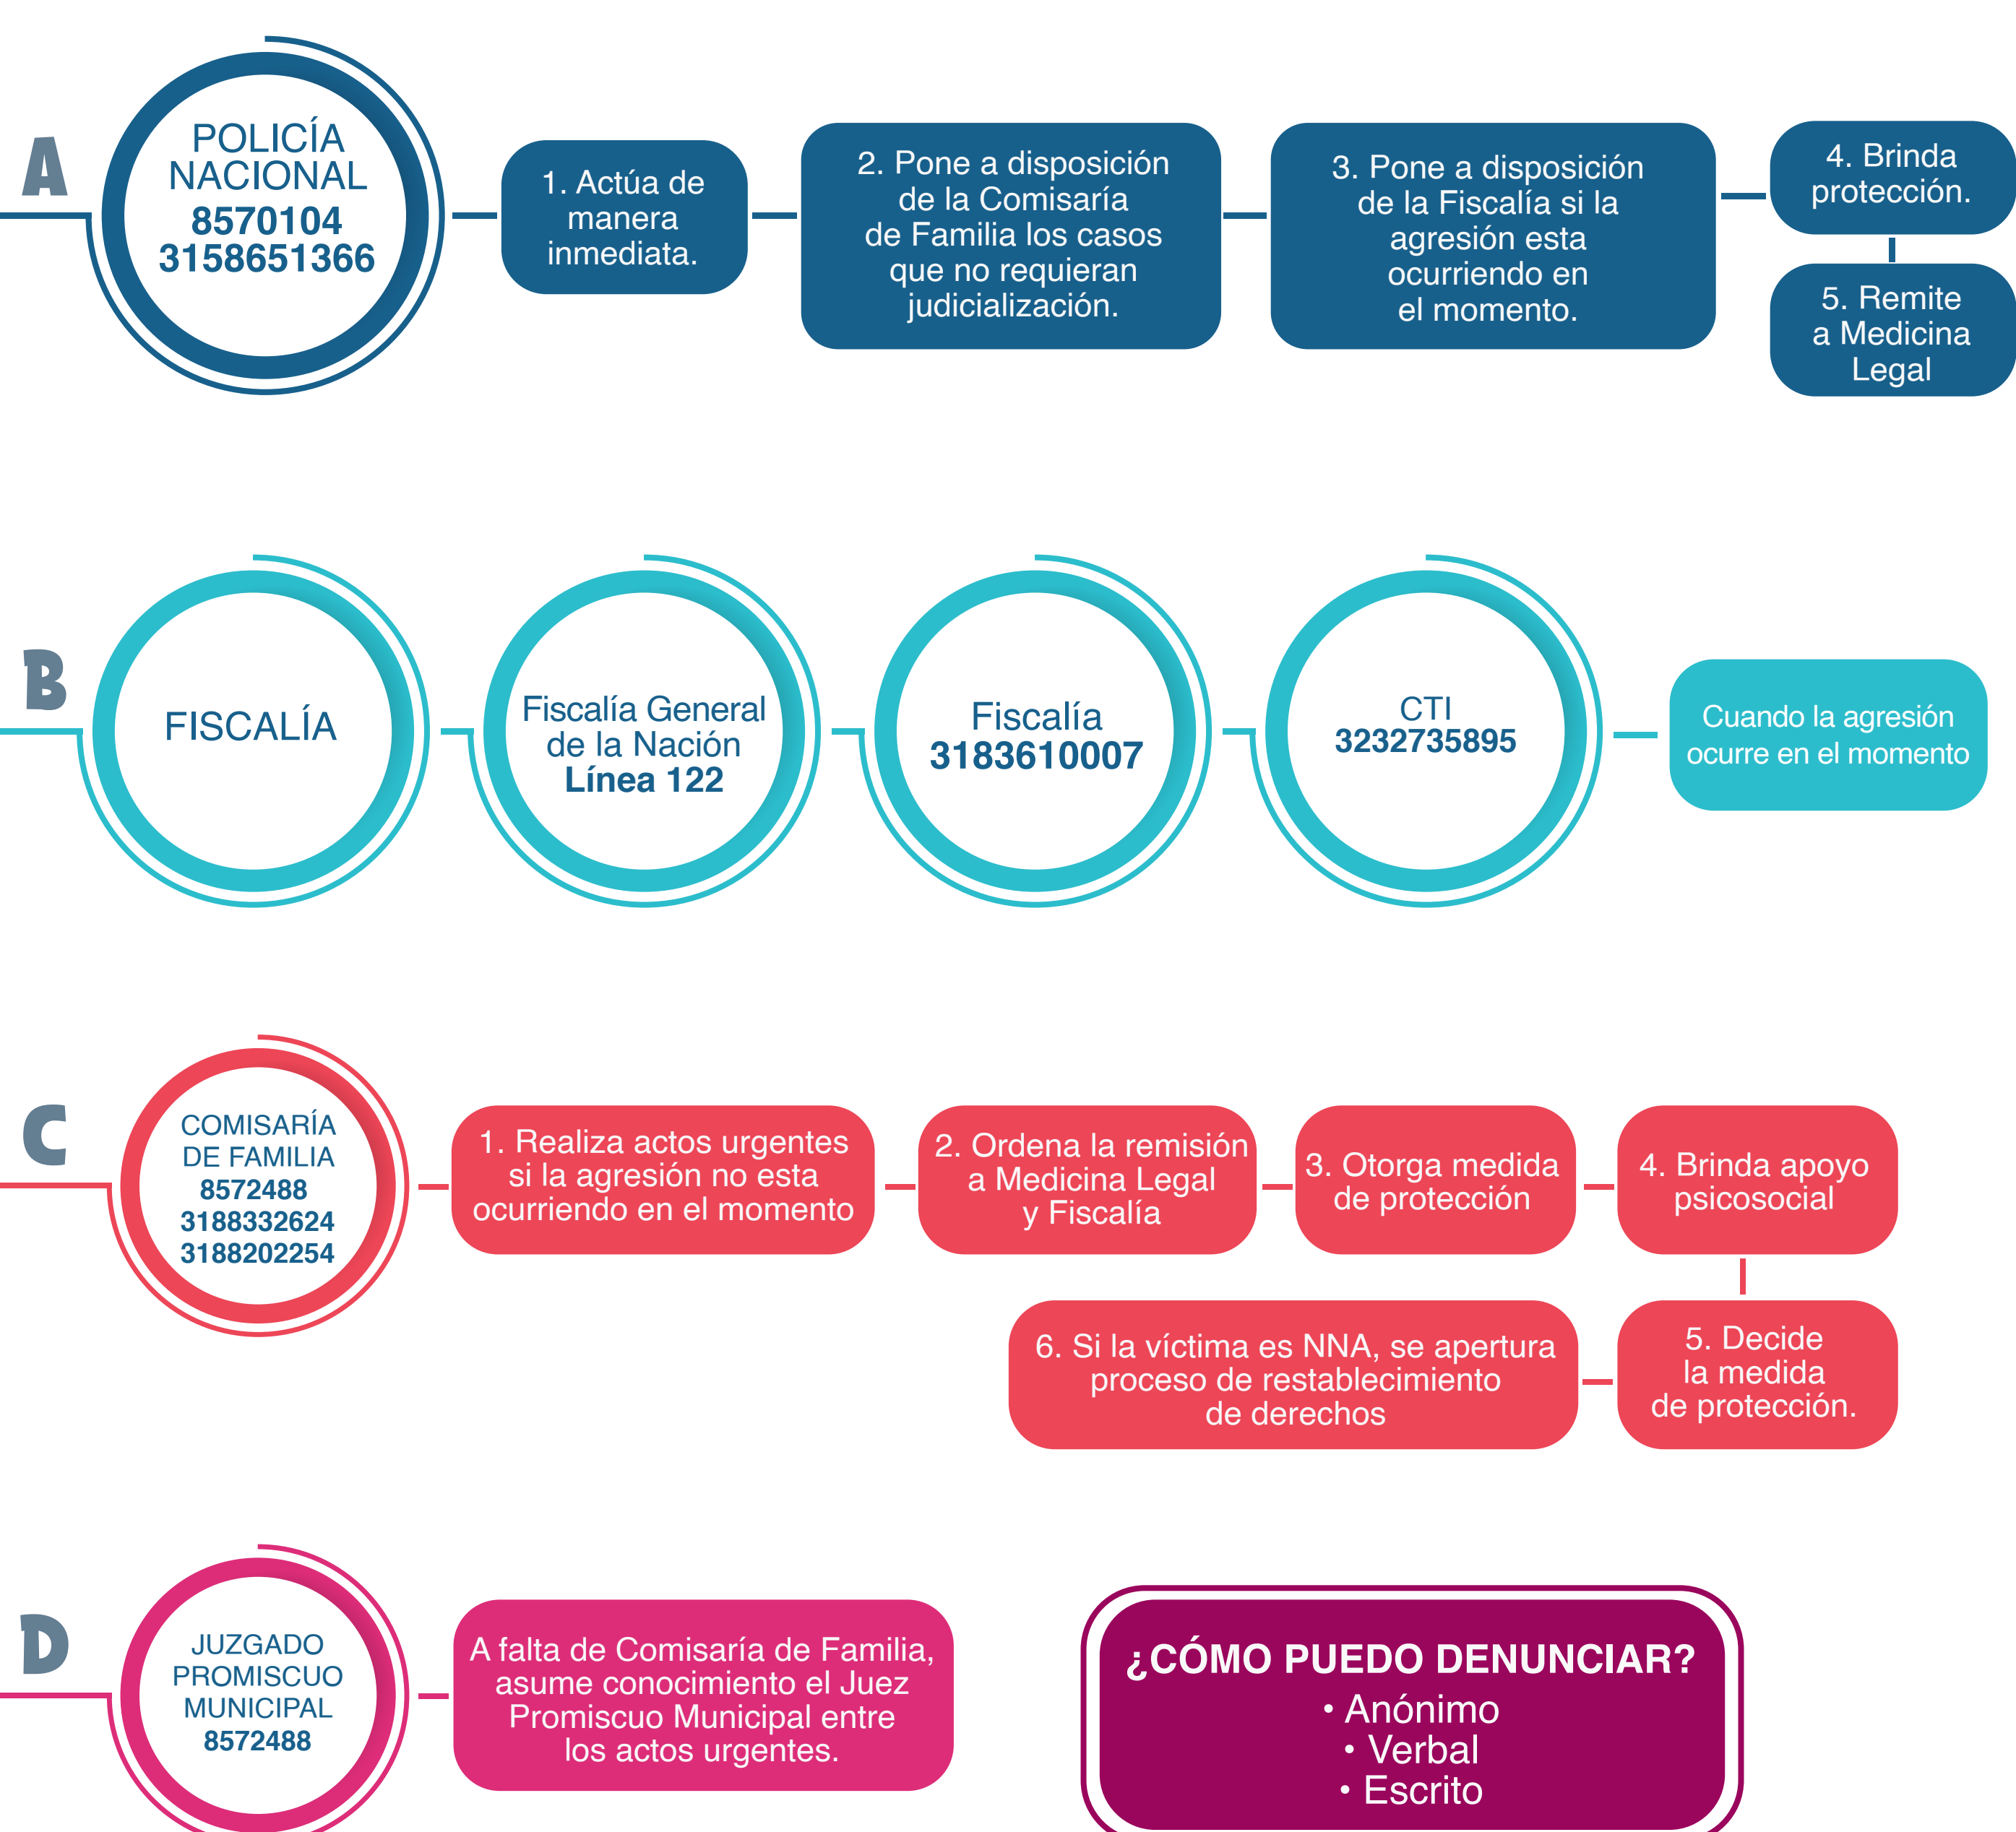 A
POLICÍA
NACIONAL
8570104
3158651366
1. Actúa de
manera
inmediata.
2. Pone a disposición
de la Comisaría
de Familia los casos
que no requieran
judicialización.
3. Pone a disposición
de la Fiscalía si la
agresión esta
ocurriendo en
el momento.
4. Brinda
protección.
5. Remite
a Medicina
Legal
B
FISCALÍA
Fiscalía General
de la Nación
Línea 122
Fiscalía
3183610007
CTI
3232735895
Cuando la agresión
ocurre en el momento
C
COMISARÍA
DE FAMILIA
8572488
3188332624
3188202254
1. Realiza actos urgentes
si la agresión no esta
ocurriendo en el momento
2. Ordena la remisión
a Medicina Legal
y Fiscalía
3. Otorga medida
de protección
4. Brinda apoyo
psicosocial
5. Decide
la medida
de protección.
6. Si la víctima es NNA, se apertura
proceso de restablecimiento
de derechos
D
JUZGADO
PROMISCUO
MUNICIPAL
8572488
A falta de Comisaría de Familia,
asume conocimiento el Juez
Promiscuo Municipal entre
los actos urgentes.
¿CÓMO PUEDO DENUNCIAR?
• Anónimo
• Verbal
• Escrito